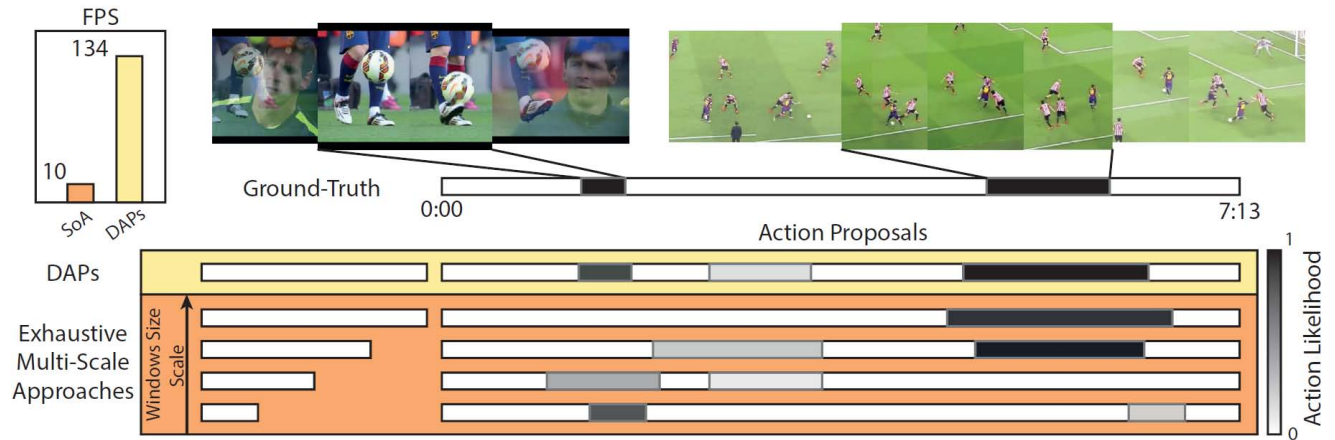 FPS
134
10
SoA
DAPs
Ground-Truth
0:00
7:13
Action Proposals
DAPs
Exhaustive
Multi-Scale
Approaches
Windows Size
Scale
1
Action Likelihood
0